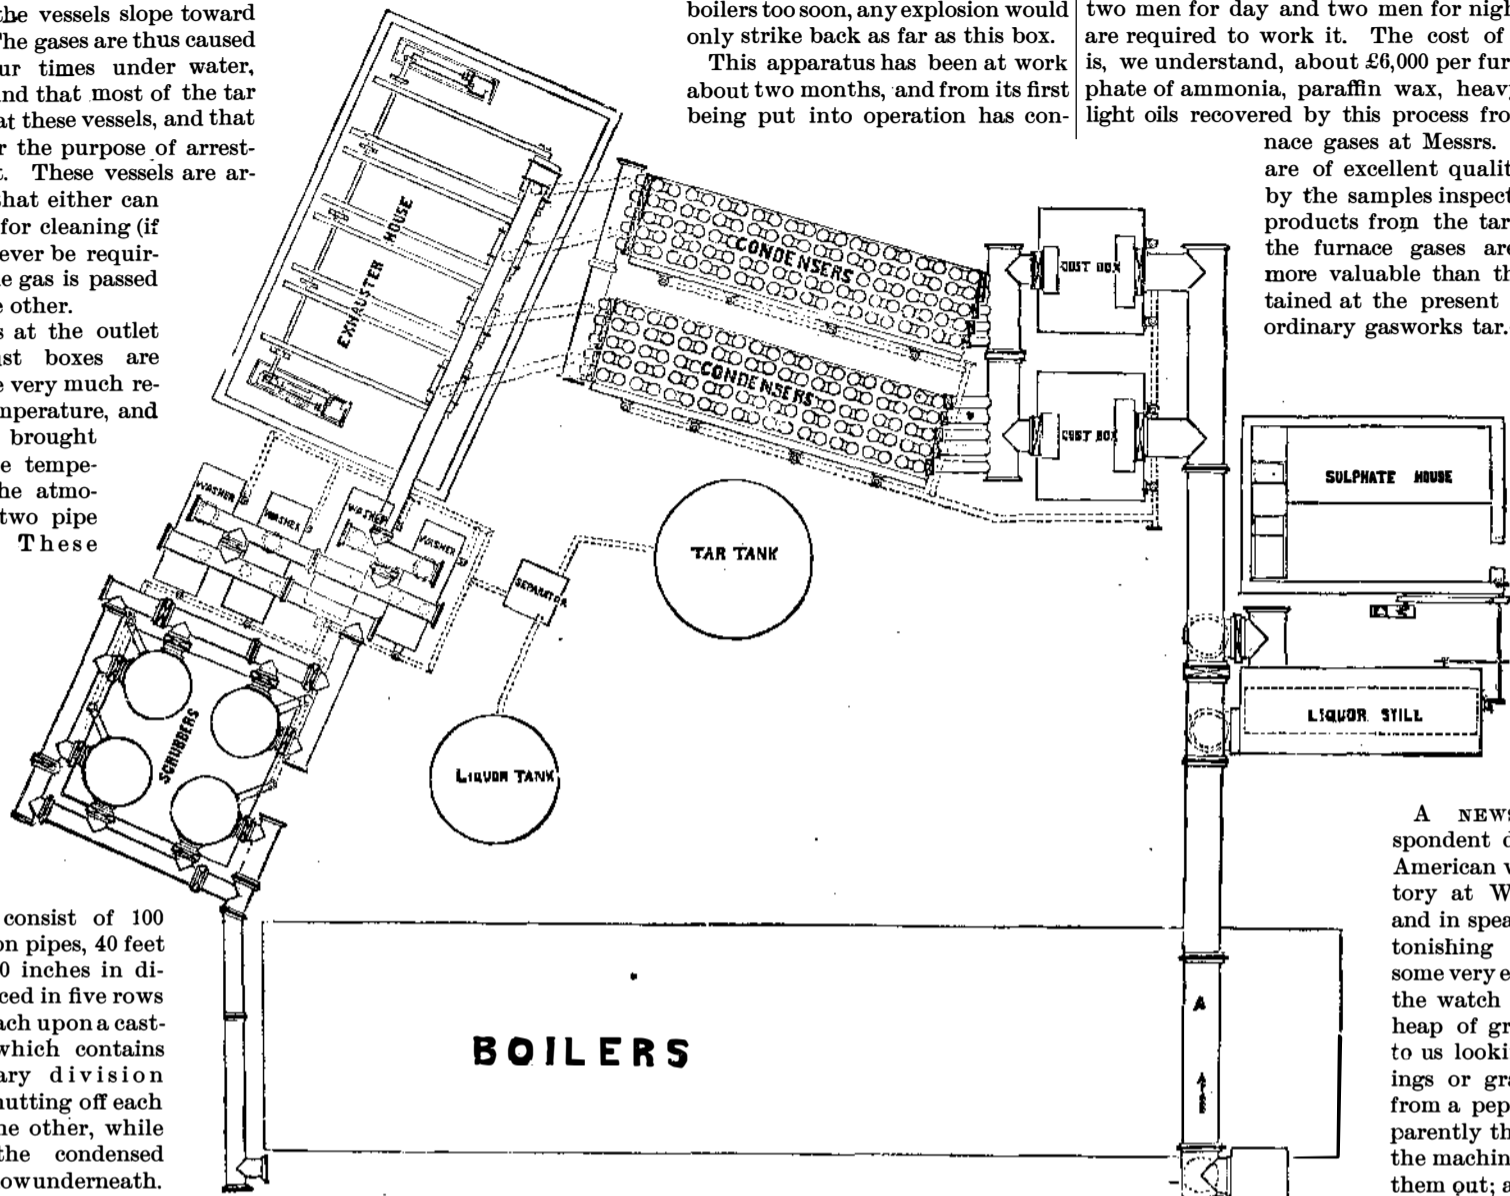 the vessels slope toward
The gases are thus caused
ur times under water,
nd that most of the tar
at these vessels, and that
r the purpose of arrest-
t. These vessels are ar-
that either can
for cleaning (if
ever be requir-
e gas is passed
e other.
s at the outlet
ust boxes are
e very much re-
mperature, and
brought
e tempe-
he atmo-
two pipe
These
consist of 100
on pipes, 40 feet
0 inches in di-
ced in five rows
ach upon a cast-
which contains
ary division
hutting off each
he other, while
the condensed
ow underneath.
boilers too soon, any explosion would
only strike back as far as this box.
This apparatus has been at work
about two months, and from its first
being put into operation has con-
two men for day and two men for nigh
are required to work it. The cost of
is, we understand, about £6,000 per fur
phate of ammonia, paraffin wax, heav
light oils recovered by this process fro
nace gases at Messrs.
are of excellent qualit
by the samples inspect
products from the tar
the furnace gases are
more valuable than th
tained at the present
ordinary gasworks tar.
A NEWS
spondent d
American w
tory at W
and in spea
tonishing
some very e
the watch
heap of gr
to us looki
ings or gra
from a pep
parently th
the machin
them out; a
EXHAUSTER HOUSE
CONDENSERS
CONDENSERS
DUST BOX
DUST BOX
SULPHATE HOUSE
WASHER
WASHER
WASHER
WASHER
SEPARATOR
TAR TANK
SCRUBBERS
LIQUOR TANK
LIQUOR STILL
BOILERS
A